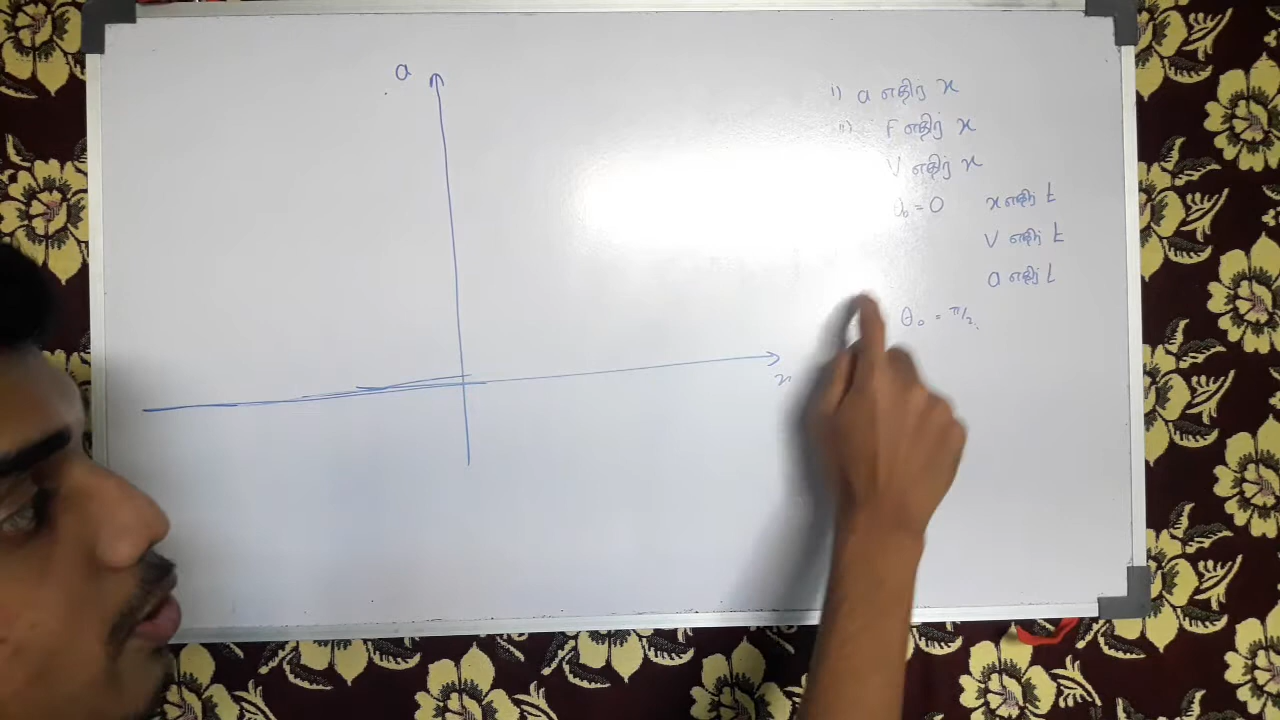 a
x
i) a எதிர் x
ii) F எதிர் x
V எதிர் x
θ₀ = 0 x எதிர் t
V எதிர் t
a எதிர் t
θ₀ = π/2